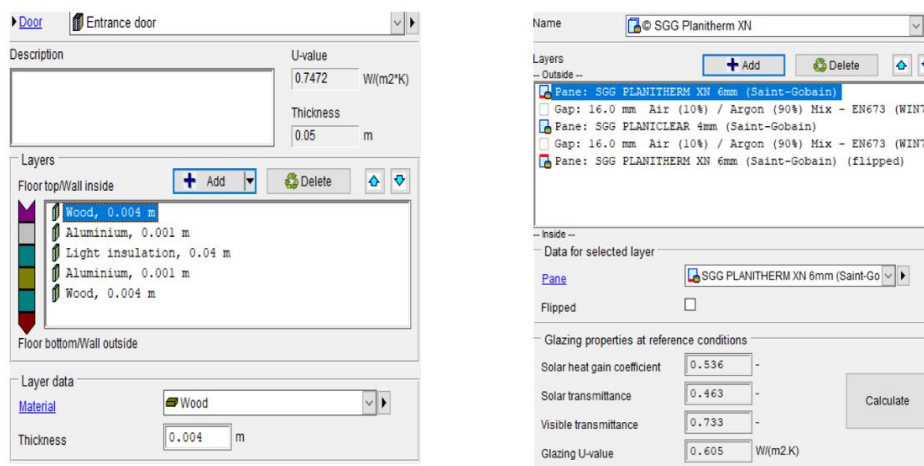 Door
Entrance door
Description
U-value
0.7472 W/(m2*K)
Thickness
0.05 m
Layers
Floor top/Wall inside
Add
Delete
Wood, 0.004 m
Aluminium, 0.001 m
Light insulation, 0.04 m
Aluminium, 0.001 m
Wood, 0.004 m
Floor bottom/Wall outside
Layer data
Material
Wood
Thickness
0.004 m
Name
© SGG Planitherm XN
Layers
-- Outside --
Add
Delete
Pane: SGG PLANITHERM XN 6mm (Saint-Gobain)
Gap: 16.0 mm Air (10%) / Argon (90%) Mix - EN673 (WIN7
Pane: SGG PLANICLEAR 4mm (Saint-Gobain)
Gap: 16.0 mm Air (10%) / Argon (90%) Mix - EN673 (WIN7
Pane: SGG PLANITHERM XN 6mm (Saint-Gobain) (flipped)
-- Inside --
Data for selected layer
Pane
SGG PLANITHERM XN 6mm (Saint-Go
Flipped
Glazing properties at reference conditions
Solar heat gain coefficient 0.536 -
Solar transmittance 0.463 -
Visible transmittance 0.733 -
Glazing U-value 0.605 W/(m2.K)
Calculate